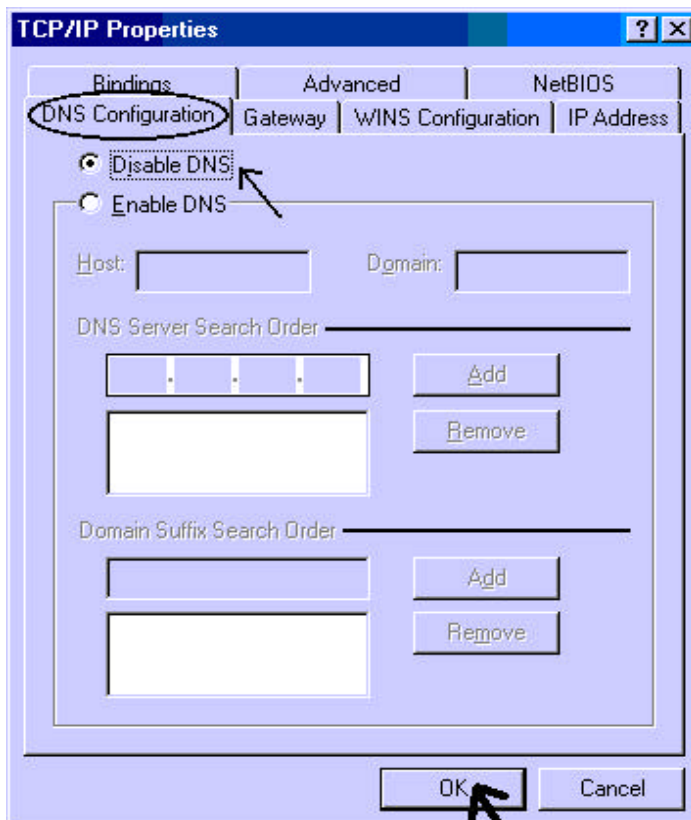 TCP/IP Properties ? X
Bindings Advanced NetBIOS
DNS Configuration Gateway WINS Configuration IP Address
Disable DNS
Enable DNS
Host: Domain:
DNS Server Search Order
. . . Add
Remove
Domain Suffix Search Order
Add
Remove
OK Cancel